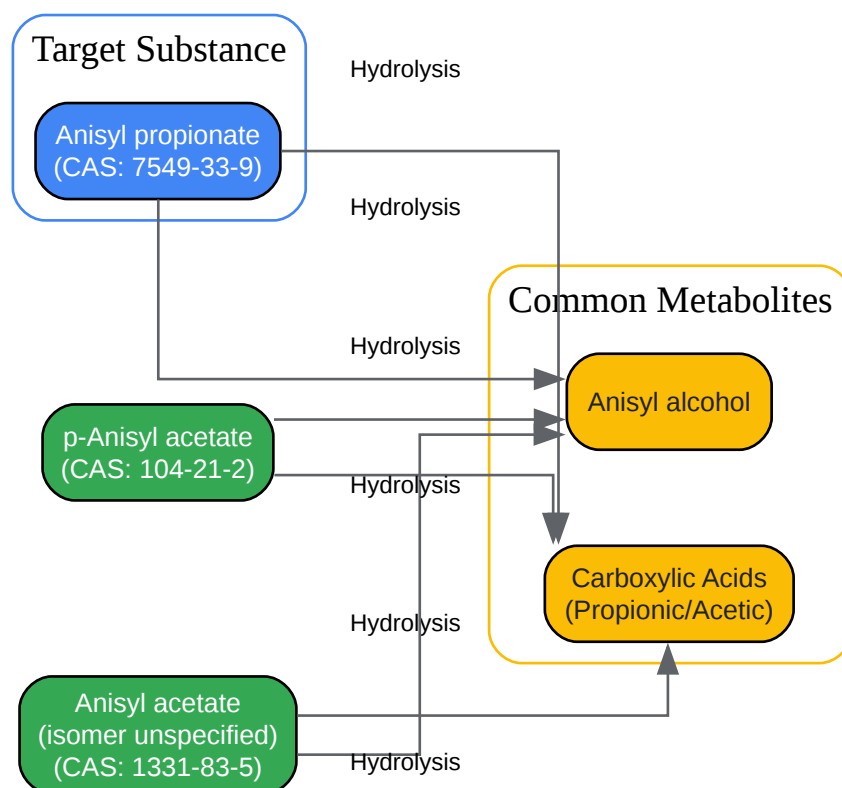 Target Substance
Hydrolysis
Anisyl propionate
(CAS: 7549-33-9)
Hydrolysis
Common Metabolites
Hydrolysis
Anisyl alcohol
p-Anisyl acetate
(CAS: 104-21-2)
Hydrolysis
Carboxylic Acids
(Propionic/Acetic)
Hydrolysis
Anisyl acetate
(isomer unspecified)
(CAS: 1331-83-5)
Hydrolysis